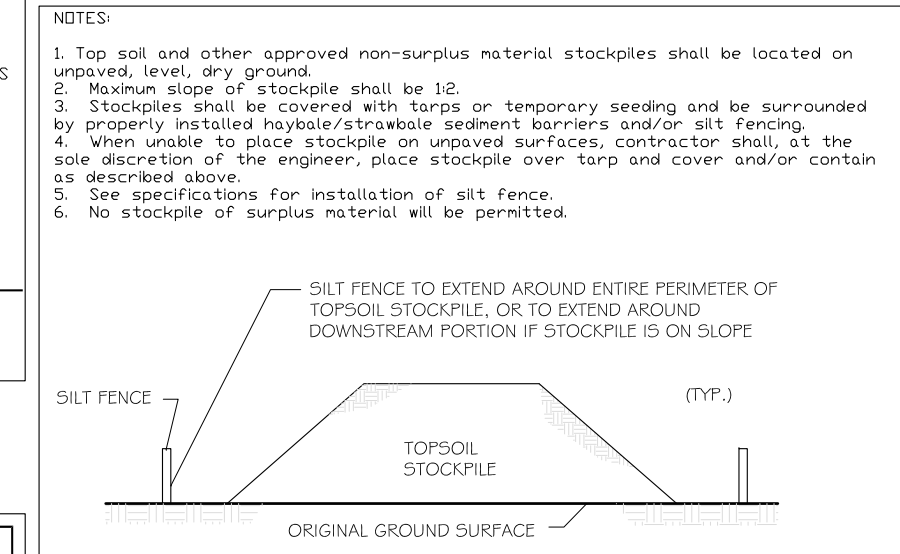 NOTES:
1. Top soil and other approved non-surplus material stockpiles shall be located on
unpaved, level, dry ground.
2. Maximum slope of stockpile shall be 1:2.
3. Stockpiles shall be covered with tarps or temporary seeding and be surrounded
by properly installed haybale/strawbale sediment barriers and/or silt fencing.
4. When unable to place stockpile on unpaved surfaces, contractor shall, at the
sole discretion of the engineer, place stockpile over tarp and cover and/or contain
as described above.
5. See specifications for installation of silt fence.
6. No stockpile of surplus material will be permitted.
S
SILT FENCE TO EXTEND AROUND ENTIRE PERIMETER OF
TOPSOIL STOCKPILE, OR TO EXTEND AROUND
DOWNSTREAM PORTION IF STOCKPILE IS ON SLOPE
SILT FENCE
(TYP.)
TOPSOIL
STOCKPILE
ORIGINAL GROUND SURFACE